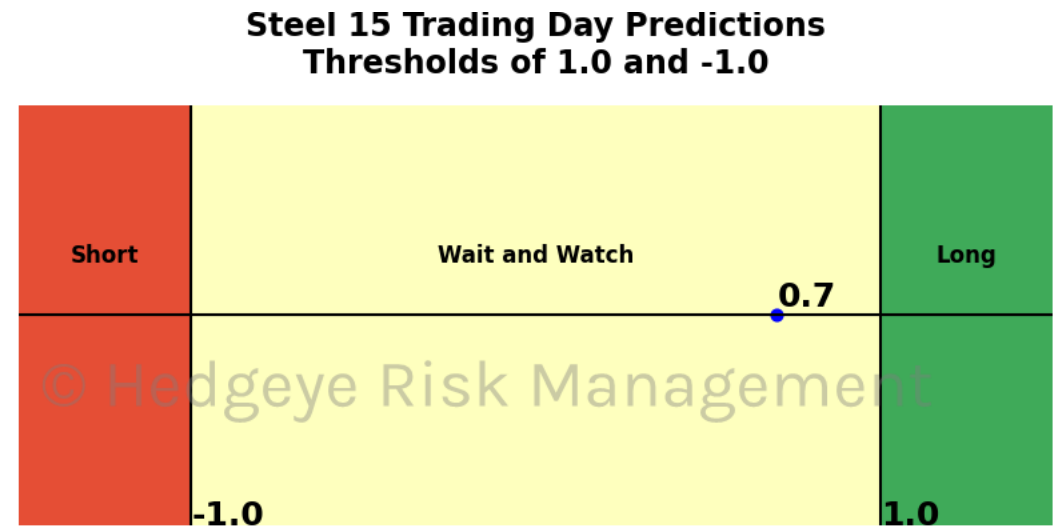 Steel 15 Trading Day Predictions
Thresholds of 1.0 and -1.0
Short
Wait and Watch
Long
0.7
© Hedgeye Risk Management
-1.0
1.0